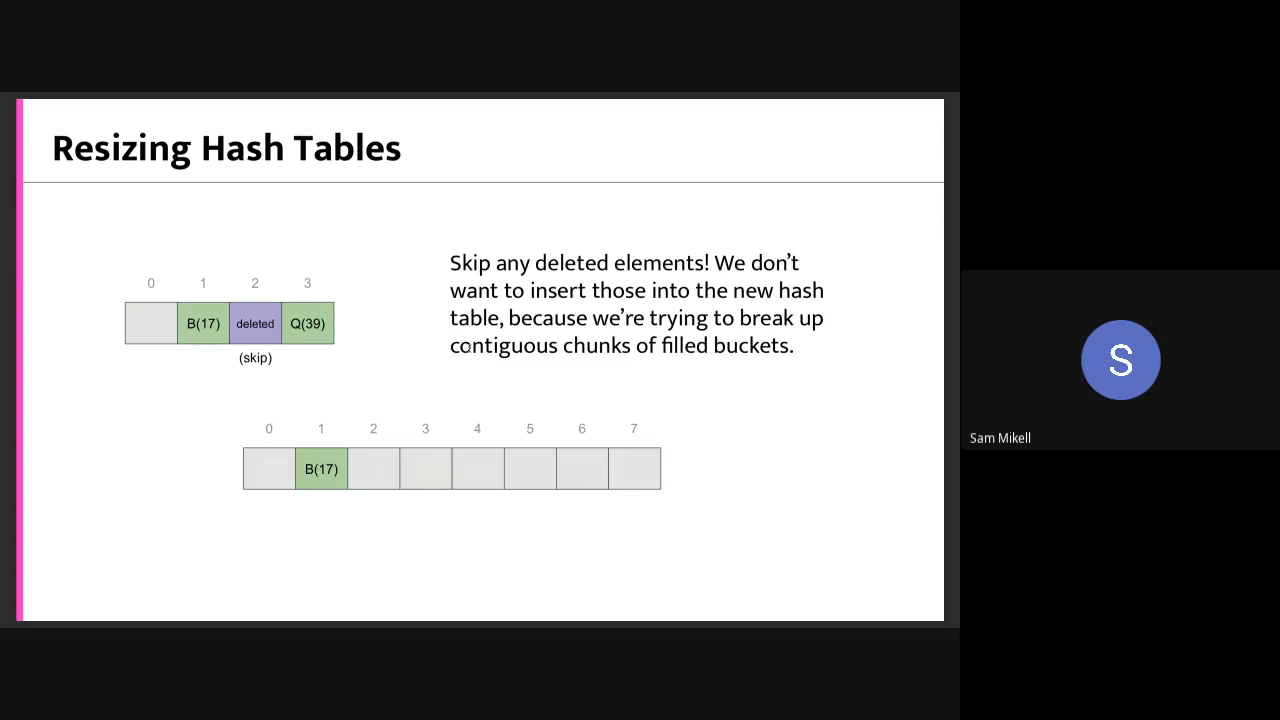 Resizing Hash Tables
Skip any deleted elements! We don't
want to insert those into the new hash
table, because we're trying to break up
contiguous chunks of filled buckets.
0 1 2 3
B(17) deleted Q(39)
(skip)
0 1 2 3 4 5 6 7
B(17)
S
Sam Mikell